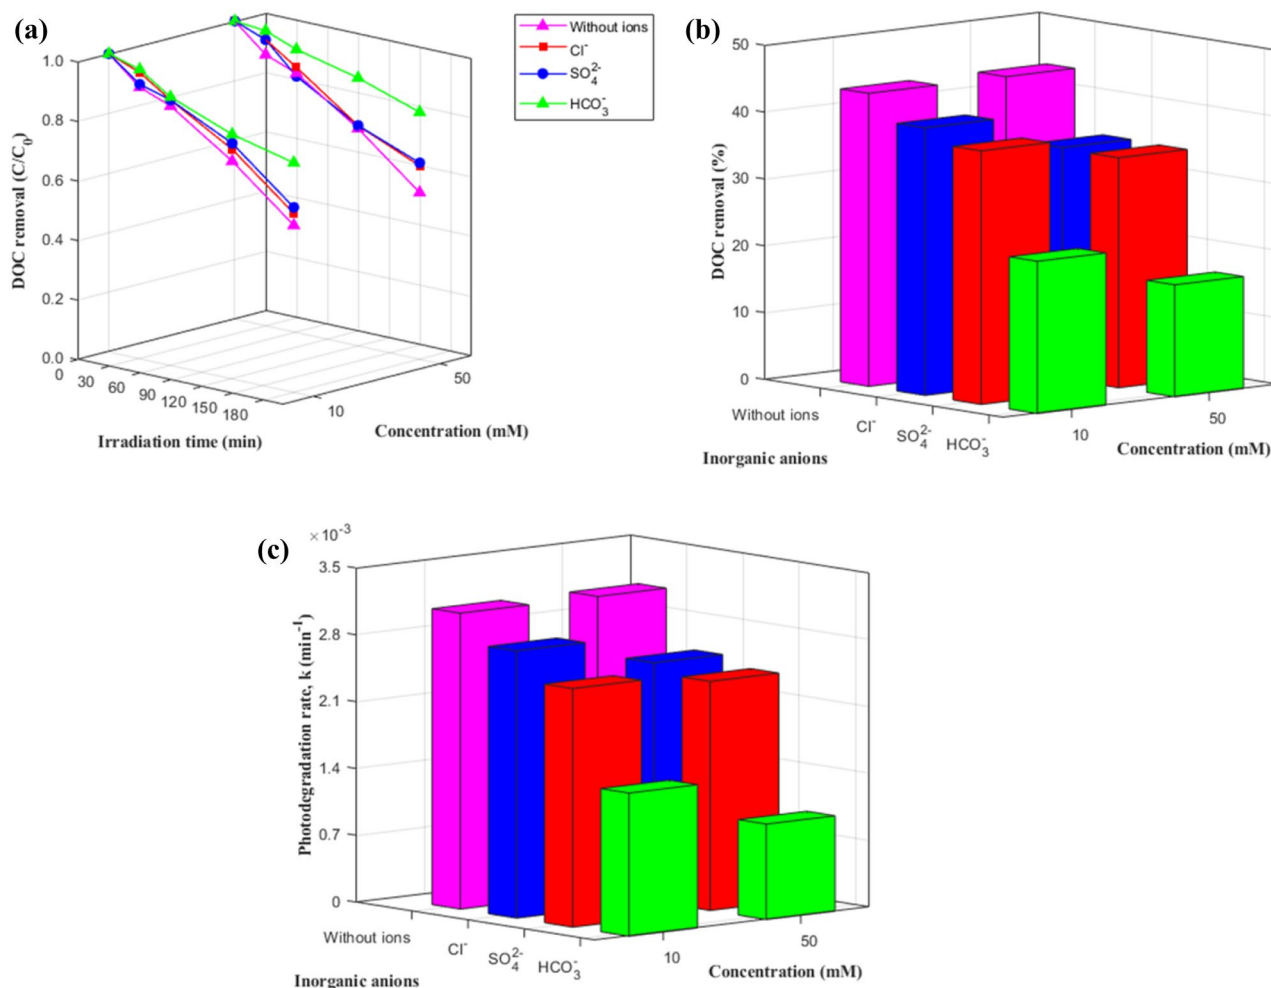 (a)
Without ions
Cl⁻
SO₄²⁻
HCO₃⁻
1.0
0.8
0.6
0.4
0.2
0.0
DOC removal (C/C₀)
0
30
60
90
120
150
180
Irradiation time (min)
10
50
Concentration (mM)
(b)
50
40
30
20
10
0
DOC removal (%)
Without ions
Cl⁻
SO₄²⁻
HCO₃⁻
Inorganic anions
10
50
Concentration (mM)
(c)
×10⁻³
3.5
2.8
2.1
1.4
0.7
0
Photodegradation rate, k (min⁻¹)
Without ions
Cl⁻
SO₄²⁻
HCO₃⁻
Inorganic anions
10
50
Concentration (mM)